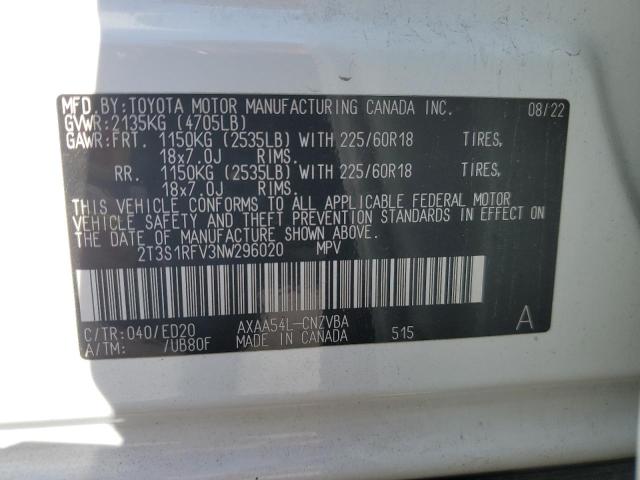 MFD. BY: TOYOTA MOTOR MANUFACTURING CANADA INC. 08/22
GVWR: 2135KG (4705LB)
GAWR: FRT. 1150KG (2535LB) WITH 225/60R18 TIRES,
18x7.0J RIMS.
RR. 1150KG (2535LB) WITH 225/60R18 TIRES,
18x7.0J RIMS.
THIS VEHICLE CONFORMS TO ALL APPLICABLE FEDERAL MOTOR
VEHICLE SAFETY AND THEFT PREVENTION STANDARDS IN EFFECT ON
THE DATE OF MANUFACTURE SHOWN ABOVE.
2T3S1RFV3NW296020 MPV
C/TR: 040/ED20 AXAA54L-CNZVBA A
A/TM: /UB80F MADE IN CANADA 515